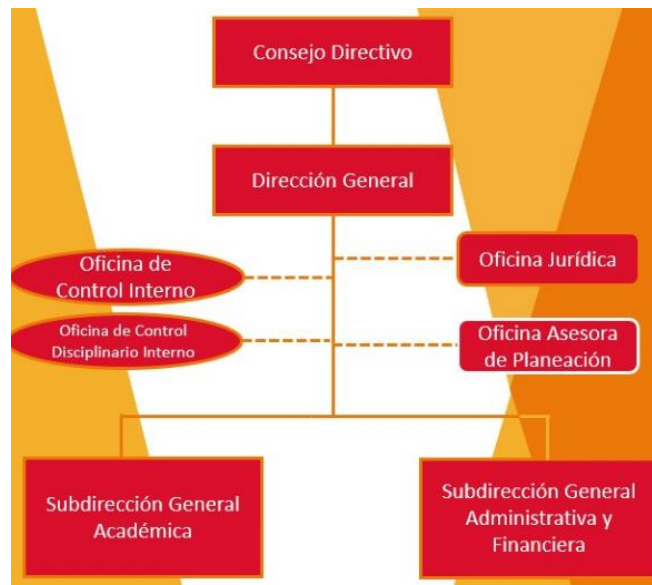 Consejo Directivo
Dirección General
Oficina de
Control Interno
Oficina Jurídica
Oficina de Control
Disciplinario Interno
Oficina Asesora
de Planeación
Subdirección General
Académica
Subdirección General
Administrativa y
Financiera